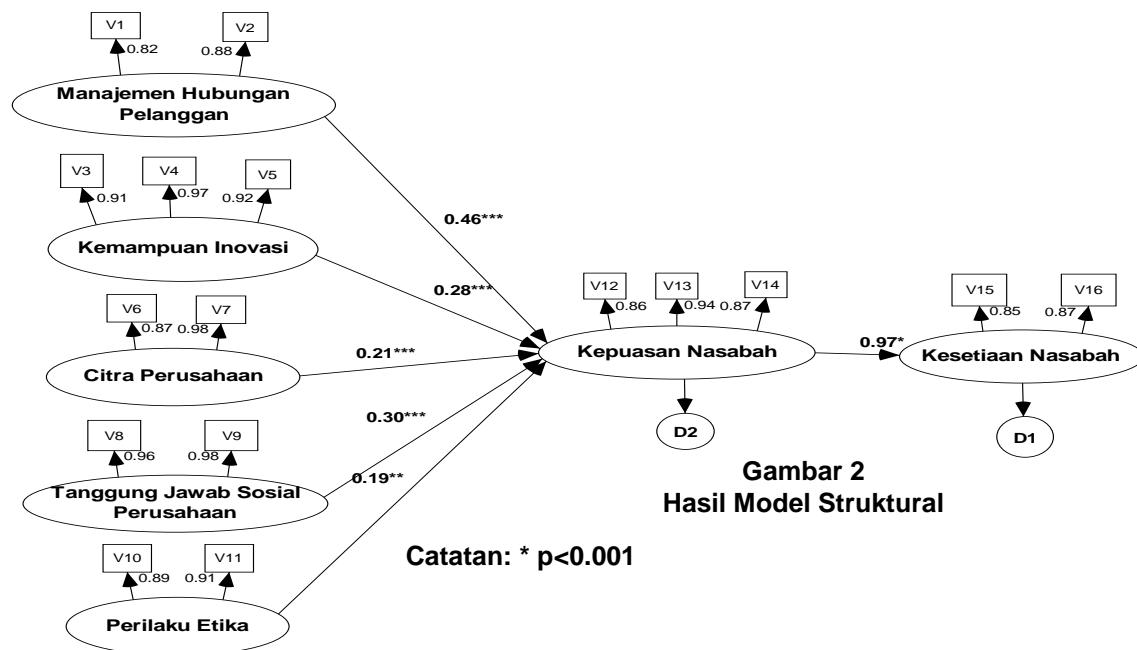 V1
V2
0.82
0.88
Manajemen Hubungan
Pelanggan
V3
V4
V5
0.91
0.97
0.92
Kemampuan Inovasi
0.46***
0.28***
V6
V7
0.87
0.98
Citra Perusahaan
0.21***
V12
V13
V14
0.86
0.94
0.87
Kepuasan Nasabah
0.97*
V15
V16
0.85
0.87
Kesetiaan Nasabah
V8
V9
0.96
0.98
Tanggung Jawab Sosial
Perusahaan
0.30***
0.19**
D2
D1
Gambar 2
Hasil Model Struktural
V10
V11
0.89
0.91
Perilaku Etika
Catatan: * p<0.001